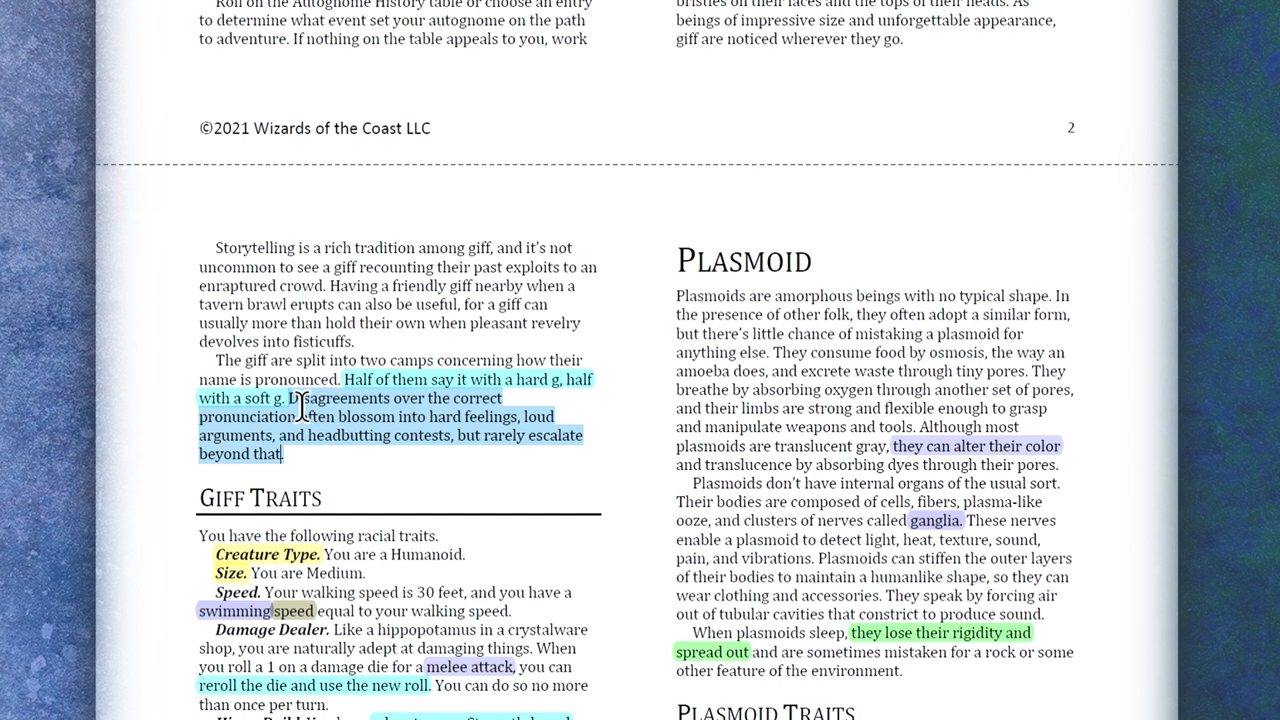 Roll on the Autognome History table or choose an entry
to determine what event set your autognome on the path
to adventure. If nothing on the table appeals to you, work
bristles on their faces and the tops of their heads. As
beings of impressive size and unforgettable appearance,
giff are noticed wherever they go.
©2021 Wizards of the Coast LLC
2
Storytelling is a rich tradition among giff, and it's not
uncommon to see a giff recounting their past exploits to an
enraptured crowd. Having a friendly giff nearby when a
tavern brawl erupts can also be useful, for a giff can
usually more than hold their own when pleasant revelry
devolves into fisticuffs.
The giff are split into two camps concerning how their
name is pronounced. Half of them say it with a hard g, half
with a soft g. Disagreements over the correct
pronunciation often blossom into hard feelings, loud
arguments, and headbutting contests, but rarely escalate
beyond that.
GIFF TRAITS
You have the following racial traits.
Creature Type. You are a Humanoid.
Size. You are Medium.
Speed. Your walking speed is 30 feet, and you have a
swimming speed equal to your walking speed.
Damage Dealer. Like a hippopotamus in a crystalware
shop, you are naturally adept at damaging things. When
you roll a 1 on a damage die for a melee attack, you can
reroll the die and use the new roll. You can do so no more
than once per turn.
PLASMOID
Plasmoids are amorphous beings with no typical shape. In
the presence of other folk, they often adopt a similar form,
but there's little chance of mistaking a plasmoid for
anything else. They consume food by osmosis, the way an
amoeba does, and excrete waste through tiny pores. They
breathe by absorbing oxygen through another set of pores,
and their limbs are strong and flexible enough to grasp
and manipulate weapons and tools. Although most
plasmoids are translucent gray, they can alter their color
and translucence by absorbing dyes through their pores.
Plasmoids don't have internal organs of the usual sort.
Their bodies are composed of cells, fibers, plasma-like
ooze, and clusters of nerves called ganglia. These nerves
enable a plasmoid to detect light, heat, texture, sound,
pain, and vibrations. Plasmoids can stiffen the outer layers
of their bodies to maintain a humanlike shape, so they can
wear clothing and accessories. They speak by forcing air
out of tubular cavities that constrict to produce sound.
When plasmoids sleep, they lose their rigidity and
spread out and are sometimes mistaken for a rock or some
other feature of the environment.
PLASMOID TRAITS